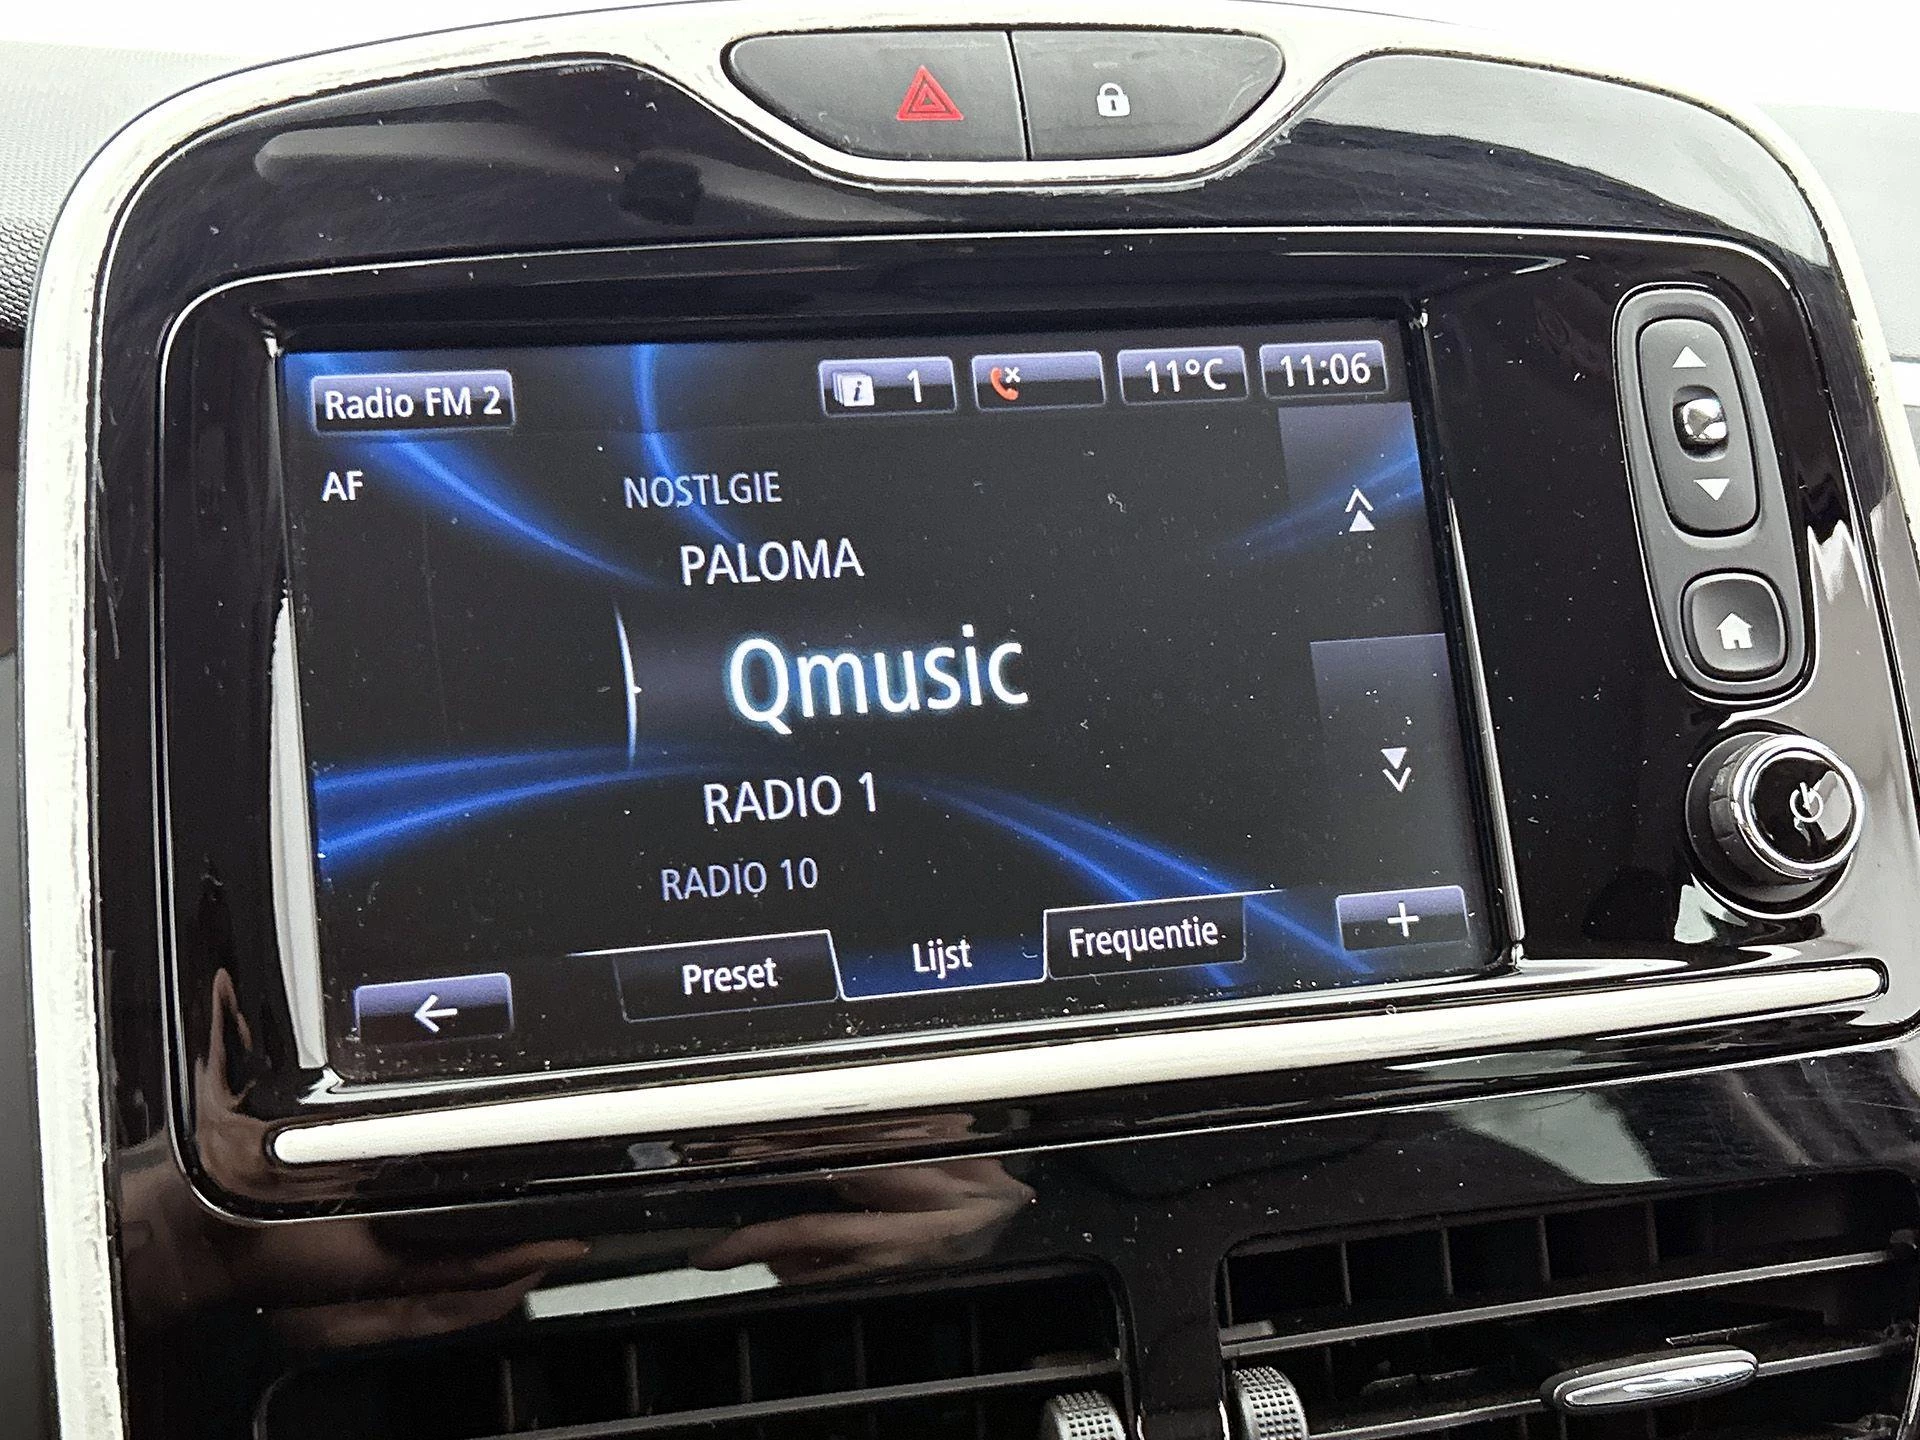 Radio FM 2
1
11°C
11:06
AF
NOSTLGIE
PALOMA
Qmusic
RADIO 1
RADIO 10
Preset
Lijst
Frequentie
+